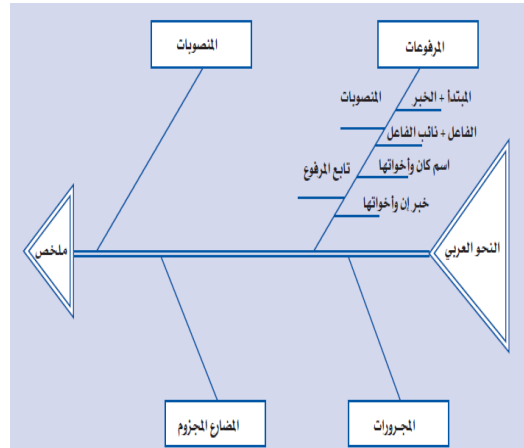 المرفوعات
المنصوبات
المبتدأ + الخبر
المنصوبات
الفاعل + نائب الفاعل
اسم كان وأخواتها
تابع المرفوع
خبر إن وأخواتها
النحو العربي
ملخص
المجرورات
المضارع المجزوم